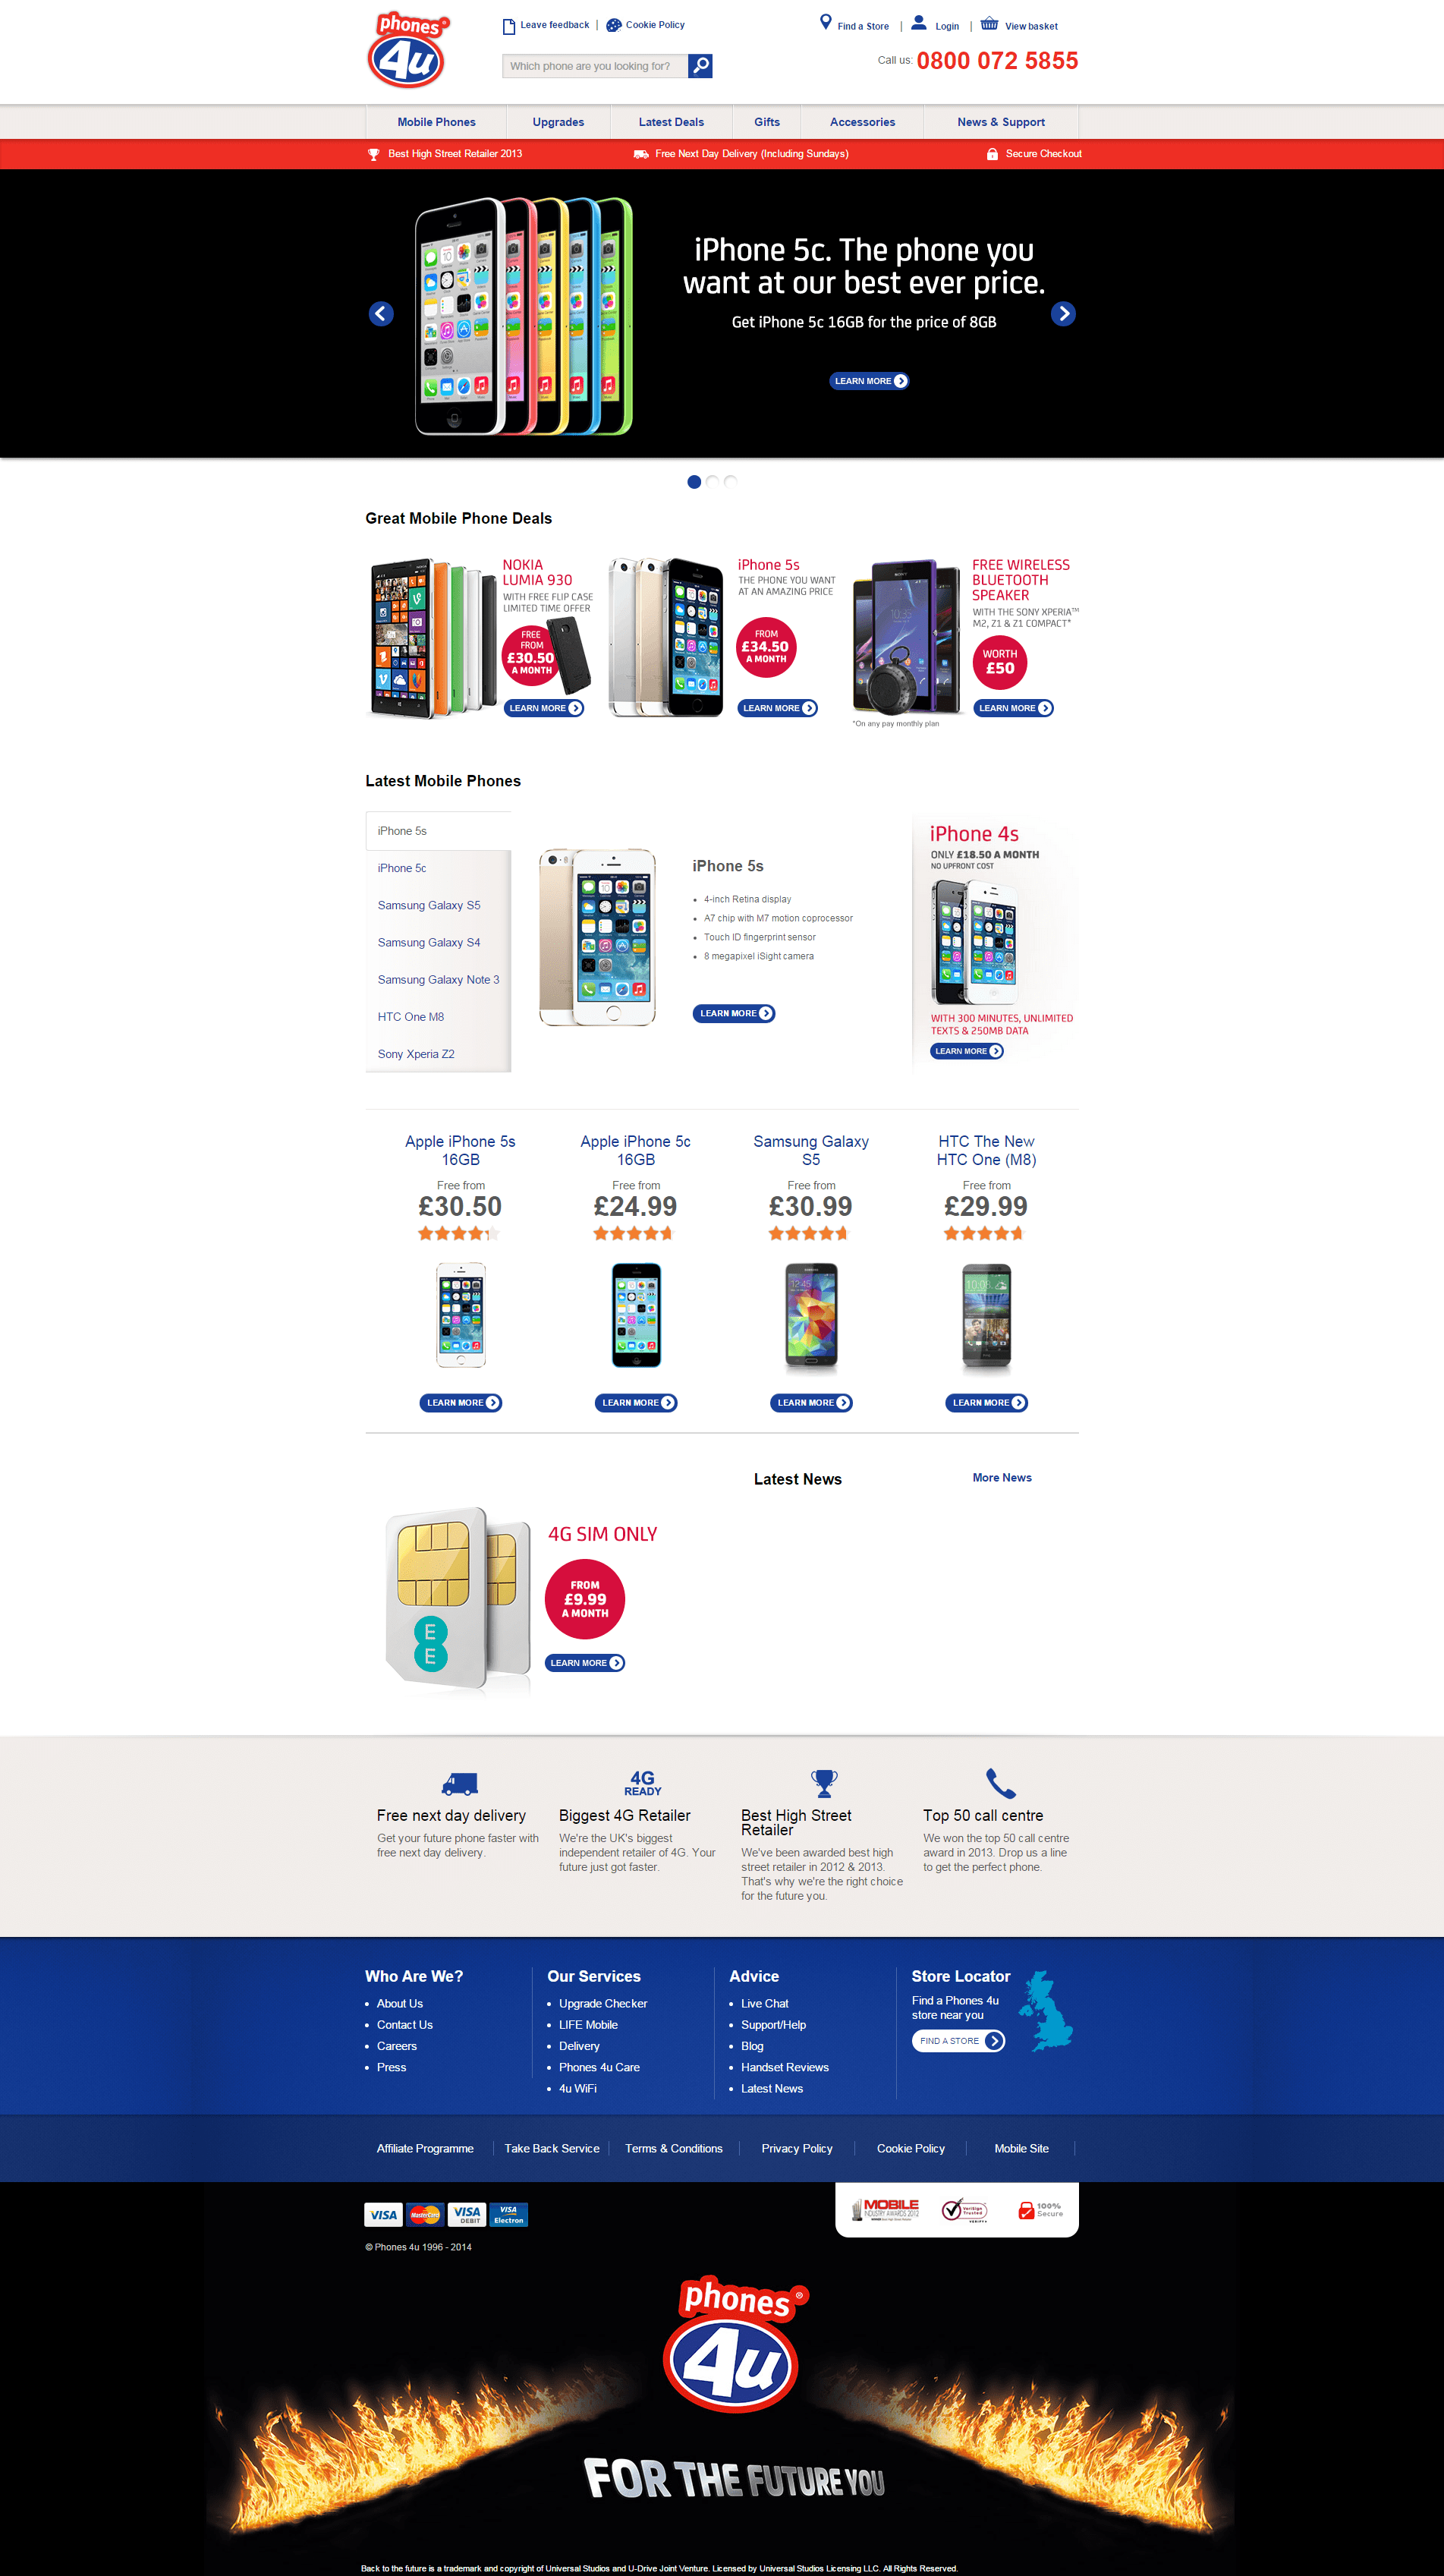 phones
4u
Leave feedback | Cookie Policy
Find a Store | Login | View basket
Which phone are you looking for?
Call us: 0800 072 5855
Mobile Phones
Upgrades
Latest Deals
Gifts
Accessories
News & Support
Best High Street Retailer 2013
Free Next Day Delivery (Including Sundays)
Secure Checkout
iPhone 5c. The phone you
want at our best ever price.
Get iPhone 5c 16GB for the price of 8GB
LEARN MORE
Great Mobile Phone Deals
NOKIA
LUMIA 930
WITH FREE FLIP CASE
LIMITED TIME OFFER
FREE
FROM
£30.50
A MONTH
LEARN MORE
iPhone 5s
THE PHONE YOU WANT
AT AN AMAZING PRICE
FROM
£34.50
A MONTH
LEARN MORE
FREE WIRELESS
BLUETOOTH
SPEAKER
WITH THE SONY XPERIA™
M2, Z1 & Z1 COMPACT*
WORTH
£50
LEARN MORE
*On any pay monthly plan
Latest Mobile Phones
iPhone 5s
iPhone 5c
Samsung Galaxy S5
Samsung Galaxy S4
Samsung Galaxy Note 3
HTC One M8
Sony Xperia Z2
iPhone 5s
4-inch Retina display
A7 chip with M7 motion coprocessor
Touch ID fingerprint sensor
8 megapixel iSight camera
LEARN MORE
iPhone 4s
ONLY £18.50 A MONTH
NO UPFRONT COST
WITH 300 MINUTES, UNLIMITED
TEXTS & 250MB DATA
LEARN MORE
Apple iPhone 5s
16GB
Free from
£30.50
LEARN MORE
Apple iPhone 5c
16GB
Free from
£24.99
LEARN MORE
Samsung Galaxy
S5
Free from
£30.99
LEARN MORE
HTC The New
HTC One (M8)
Free from
£29.99
LEARN MORE
4G SIM ONLY
FROM
£9.99
A MONTH
LEARN MORE
E
E
Latest News
More News
Free next day delivery
Get your future phone faster with
free next day delivery.
4G
READY
Biggest 4G Retailer
We're the UK's biggest
independent retailer of 4G. Your
future just got faster.
Best High Street
Retailer
We've been awarded best high
street retailer in 2012 & 2013.
That's why we're the right choice
for the future you.
Top 50 call centre
We won the top 50 call centre
award in 2013. Drop us a line
to get the perfect phone.
Who Are We?
About Us
Contact Us
Careers
Press
Our Services
Upgrade Checker
LIFE Mobile
Delivery
Phones 4u Care
4u WiFi
Advice
Live Chat
Support/Help
Blog
Handset Reviews
Latest News
Store Locator
Find a Phones 4u
store near you
FIND A STORE
Affiliate Programme
Take Back Service
Terms & Conditions
Privacy Policy
Cookie Policy
Mobile Site
VISA
MasterCard
VISA
DEBIT
VISA
Electron
MOBILE
INDUSTRY AWARDS 2012
VeriSign
Trusted
100%
Secure
© Phones 4u 1996 - 2014
phones®
4u
FOR THE FUTURE YOU
Back to the future is a trademark and copyright of Universal Studios and U-Drive Joint Venture. Licensed by Universal Studios Licensing LLC. All Rights Reserved.